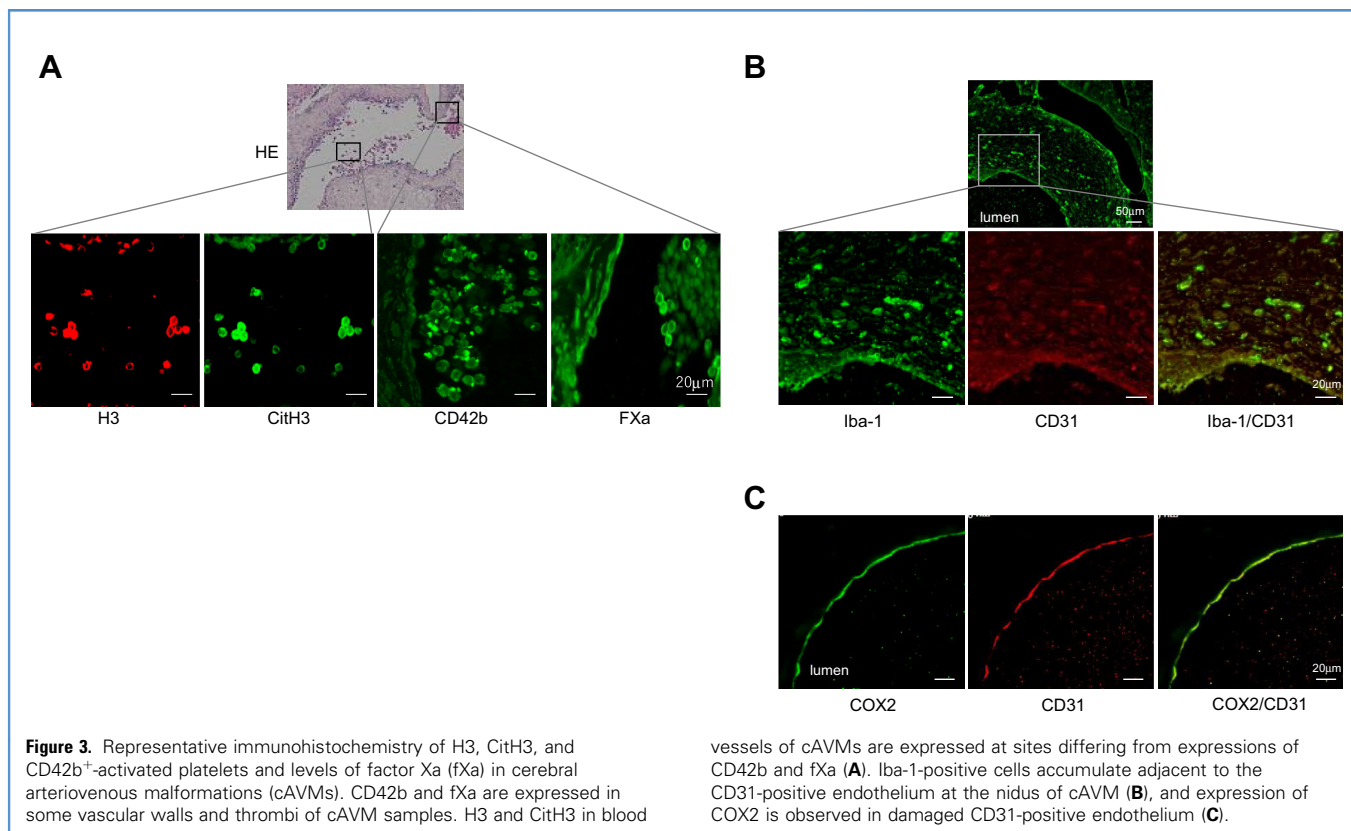 A
HE
H3
CitH3
CD42b
20μm
FXa
B
lumen
50μm
Iba-1
CD31
20μm
Iba-1/CD31
C
lumen
COX2
CD31
20μm
COX2/CD31
Figure 3. Representative immunohistochemistry of H3, CitH3, and
CD42b⁺-activated platelets and levels of factor Xa (fXa) in cerebral
arteriovenous malformations (cAVMs). CD42b and fXa are expressed in
some vascular walls and thrombi of cAVM samples. H3 and CitH3 in blood
vessels of cAVMs are expressed at sites differing from expressions of
CD42b and fXa (A). Iba-1-positive cells accumulate adjacent to the
CD31-positive endothelium at the nidus of cAVM (B), and expression of
COX2 is observed in damaged CD31-positive endothelium (C).